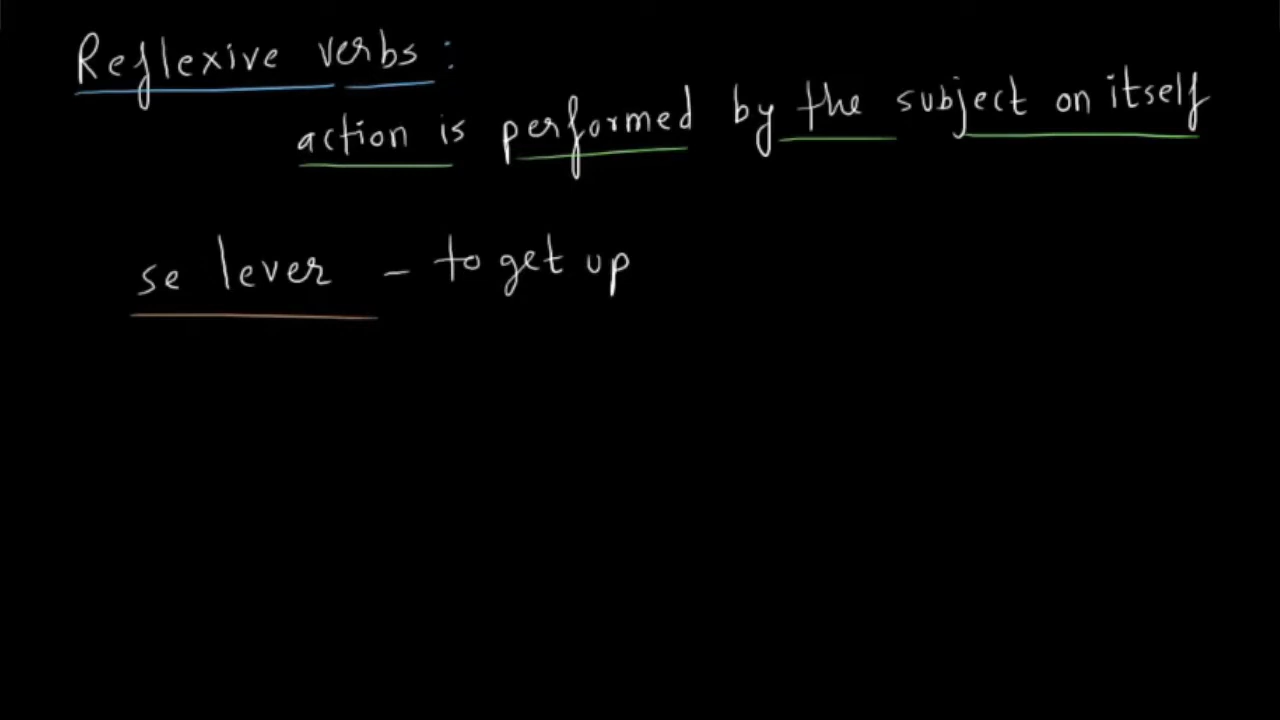 Reflexive verbs :
action is performed by the subject on itself
se lever - to get up